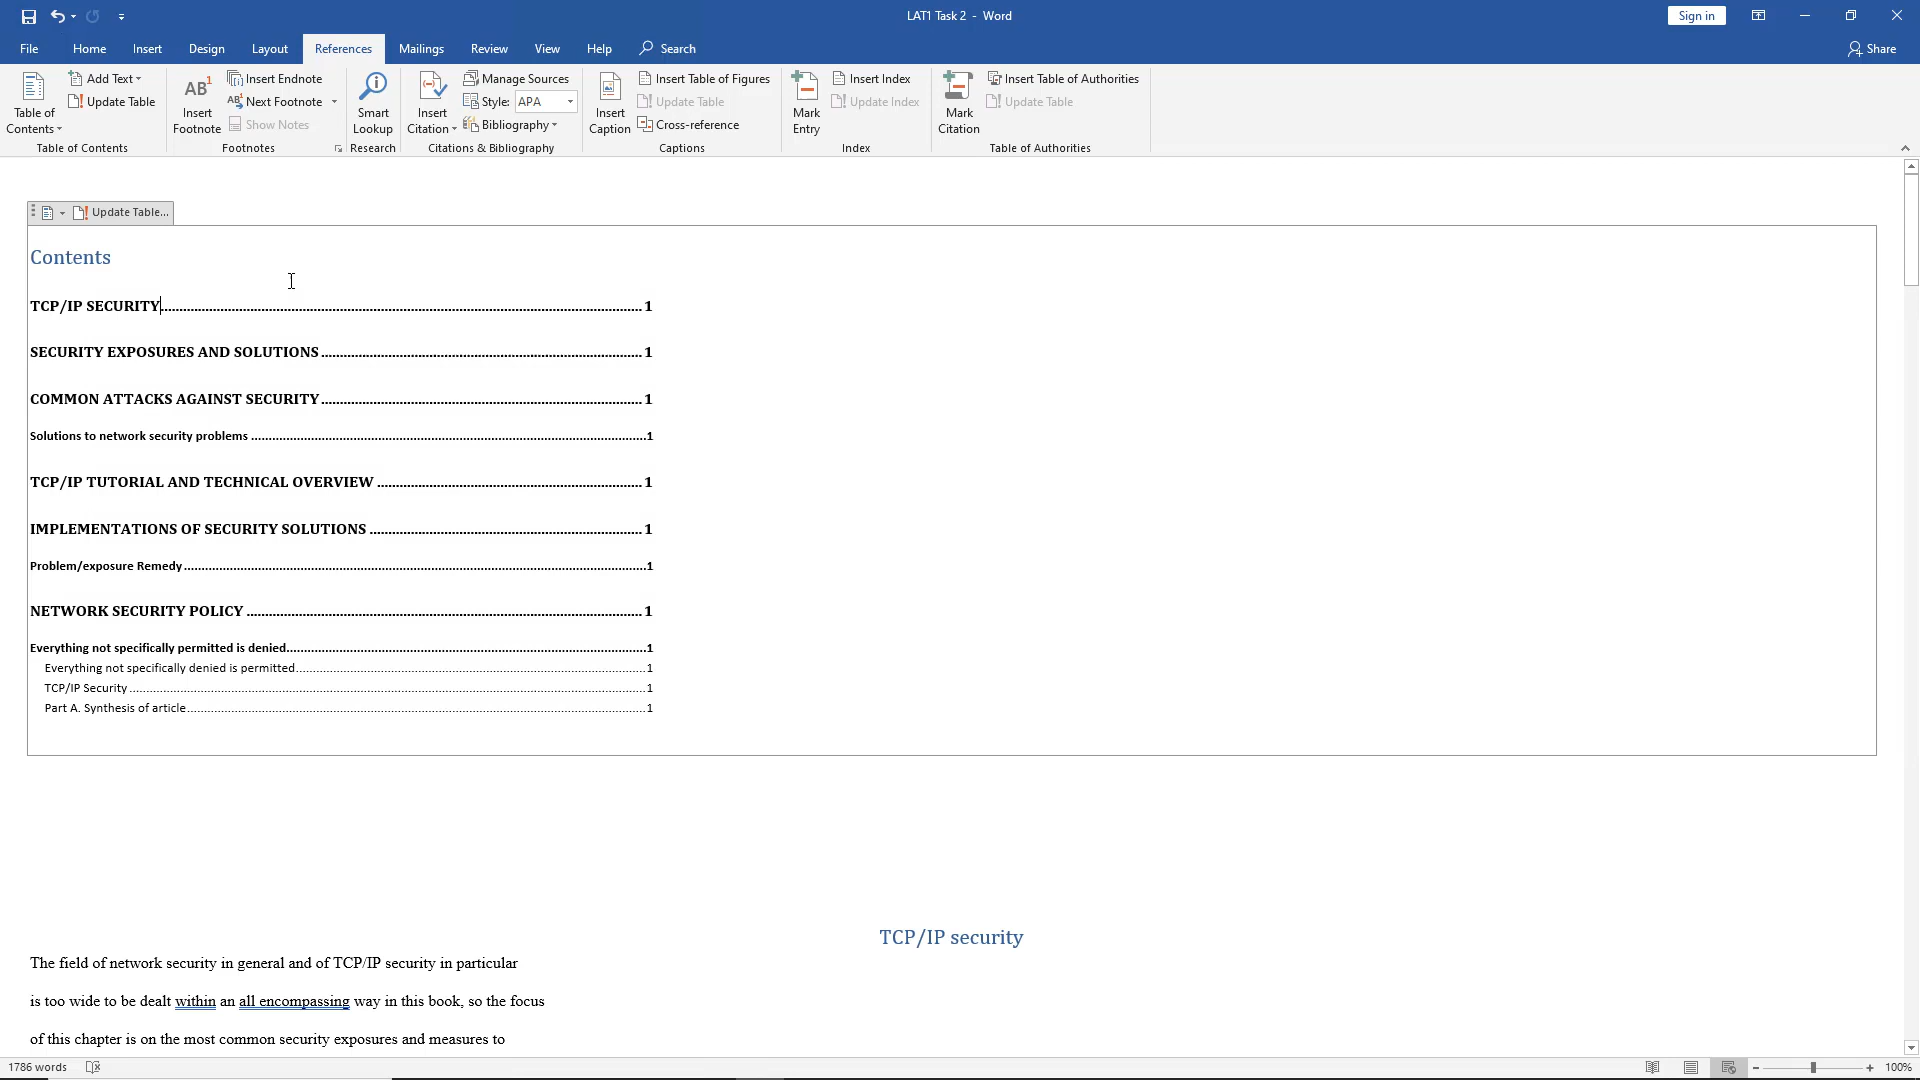 LAT1 Task 2 - Word
Sign in
File Home Insert Design Layout References Mailings Review View Help Search Share
Table of Contents
Add Text
Update Table
Table of Contents
AB1 Insert Footnote
Insert Endnote
Next Footnote
Show Notes
Footnotes
Smart Lookup
Research
Insert Citation
Manage Sources
Style: APA
Bibliography
Citations & Bibliography
Insert Caption
Insert Table of Figures
Update Table
Cross-reference
Captions
Mark Entry
Insert Index
Update Index
Index
Mark Citation
Insert Table of Authorities
Update Table
Table of Authorities
Update Table...
Contents
TCP/IP SECURITY 1
SECURITY EXPOSURES AND SOLUTIONS 1
COMMON ATTACKS AGAINST SECURITY 1
Solutions to network security problems 1
TCP/IP TUTORIAL AND TECHNICAL OVERVIEW 1
IMPLEMENTATIONS OF SECURITY SOLUTIONS 1
Problem/exposure Remedy 1
NETWORK SECURITY POLICY 1
Everything not specifically permitted is denied 1
Everything not specifically denied is permitted 1
TCP/IP Security 1
Part A. Synthesis of article 1
TCP/IP security
The field of network security in general and of TCP/IP security in particular
is too wide to be dealt within an all encompassing way in this book, so the focus
of this chapter is on the most common security exposures and measures to
1786 words
100%